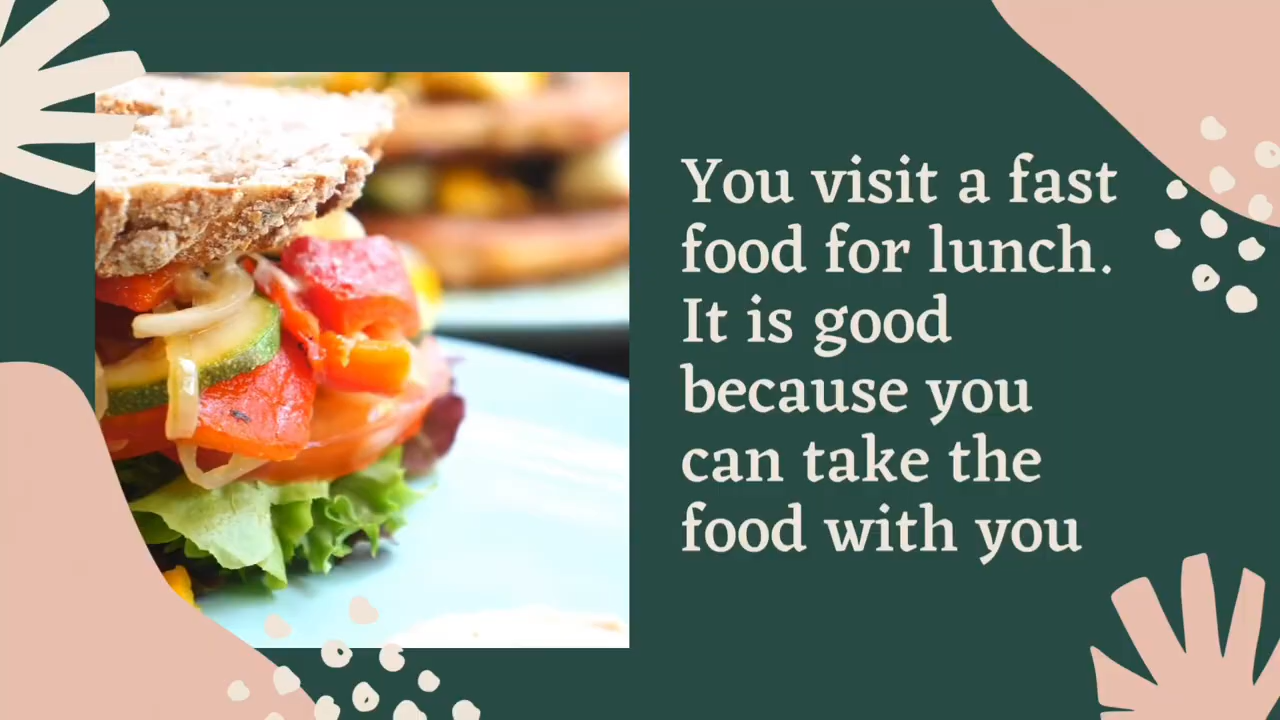 You visit a fast
food for lunch.
It is good
because you
can take the
food with you